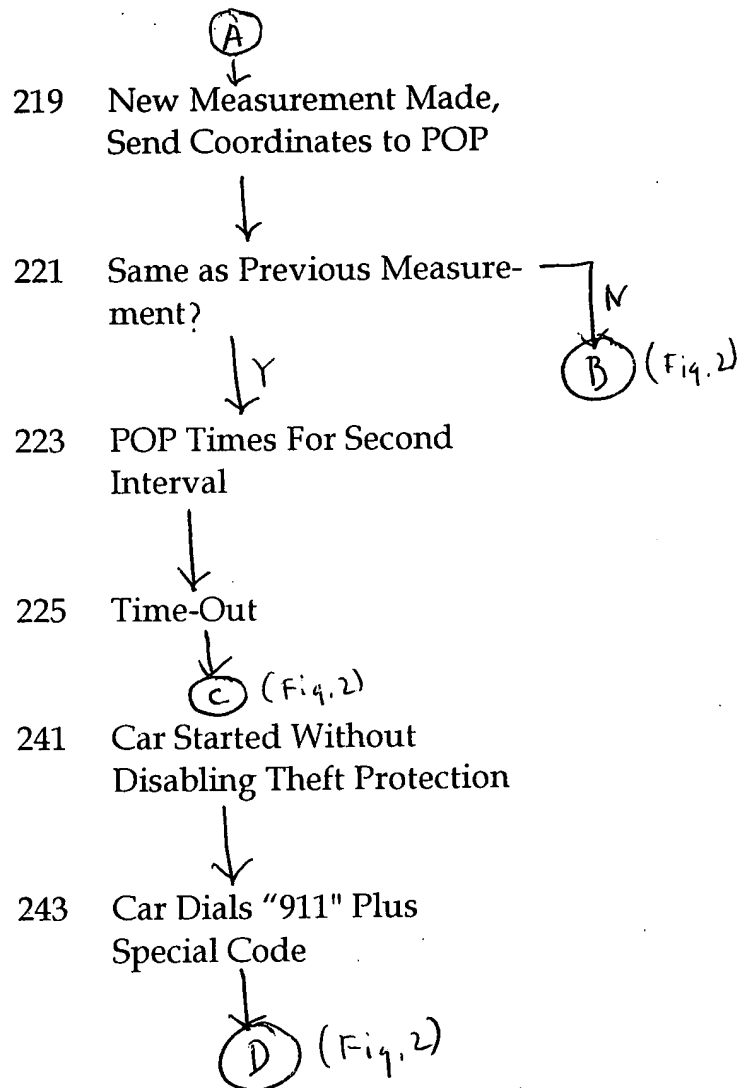 A
219 New Measurement Made,
Send Coordinates to POP
221 Same as Previous Measure-
ment?
N
B (Fig. 2)
Y
223 POP Times For Second
Interval
225 Time-Out
C (Fig. 2)
241 Car Started Without
Disabling Theft Protection
243 Car Dials “911" Plus
Special Code
D (Fig. 2)